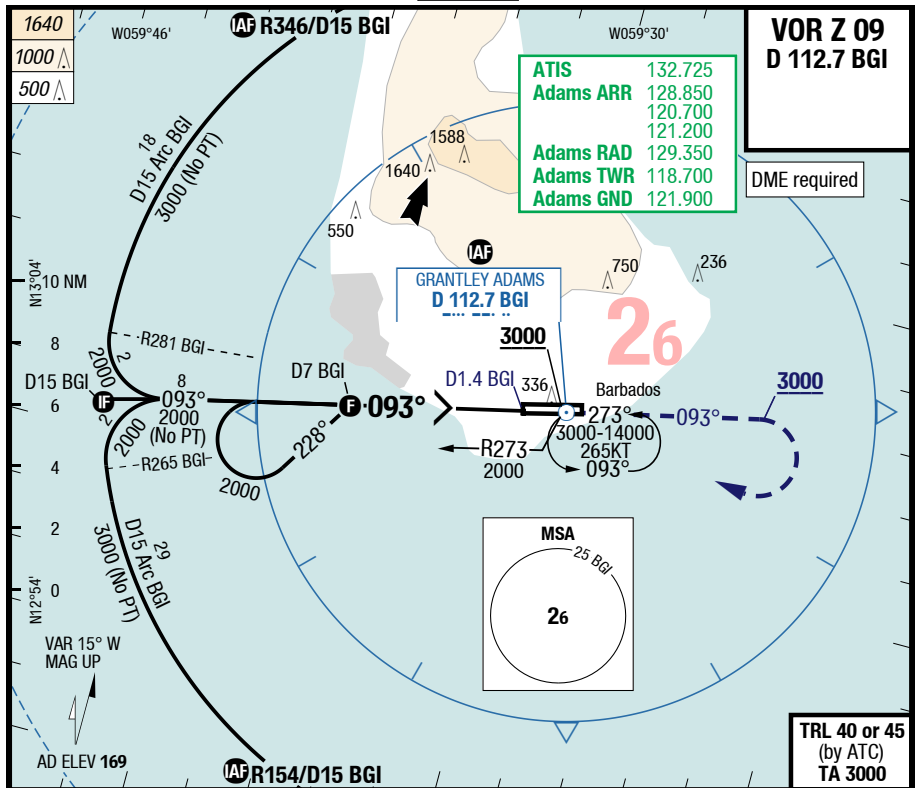 1640
1000
500
W059°46'
IAF R346/D15 BGI
W059°30'
VOR Z 09
D 112.7 BGI
ATIS 132.725
Adams ARR 128.850
120.700
121.200
Adams RAD 129.350
Adams TWR 118.700
Adams GND 121.900
DME required
18
D15 Arc BGI
3000 (No PT)
1588
1640
550
IAF
750
236
GRANTLEY ADAMS
D 112.7 BGI
N13°04'
10 NM
8
6
4
2
0
N12°54'
R281 BGI
2
2000
3000
26
D15 BGI
IF
8
093°
2000
(No PT)
D7 BGI
F 093°
D1.4 BGI
336
Barbados
273°
3000-14000
265KT
093°
093°
3000
2
2000
R265 BGI
228°
2000
R273
2000
29
D15 Arc BGI
3000 (No PT)
MSA
25 BGI
26
VAR 15° W
MAG UP
AD ELEV 169
IAF R154/D15 BGI
TRL 40 or 45
(by ATC)
TA 3000